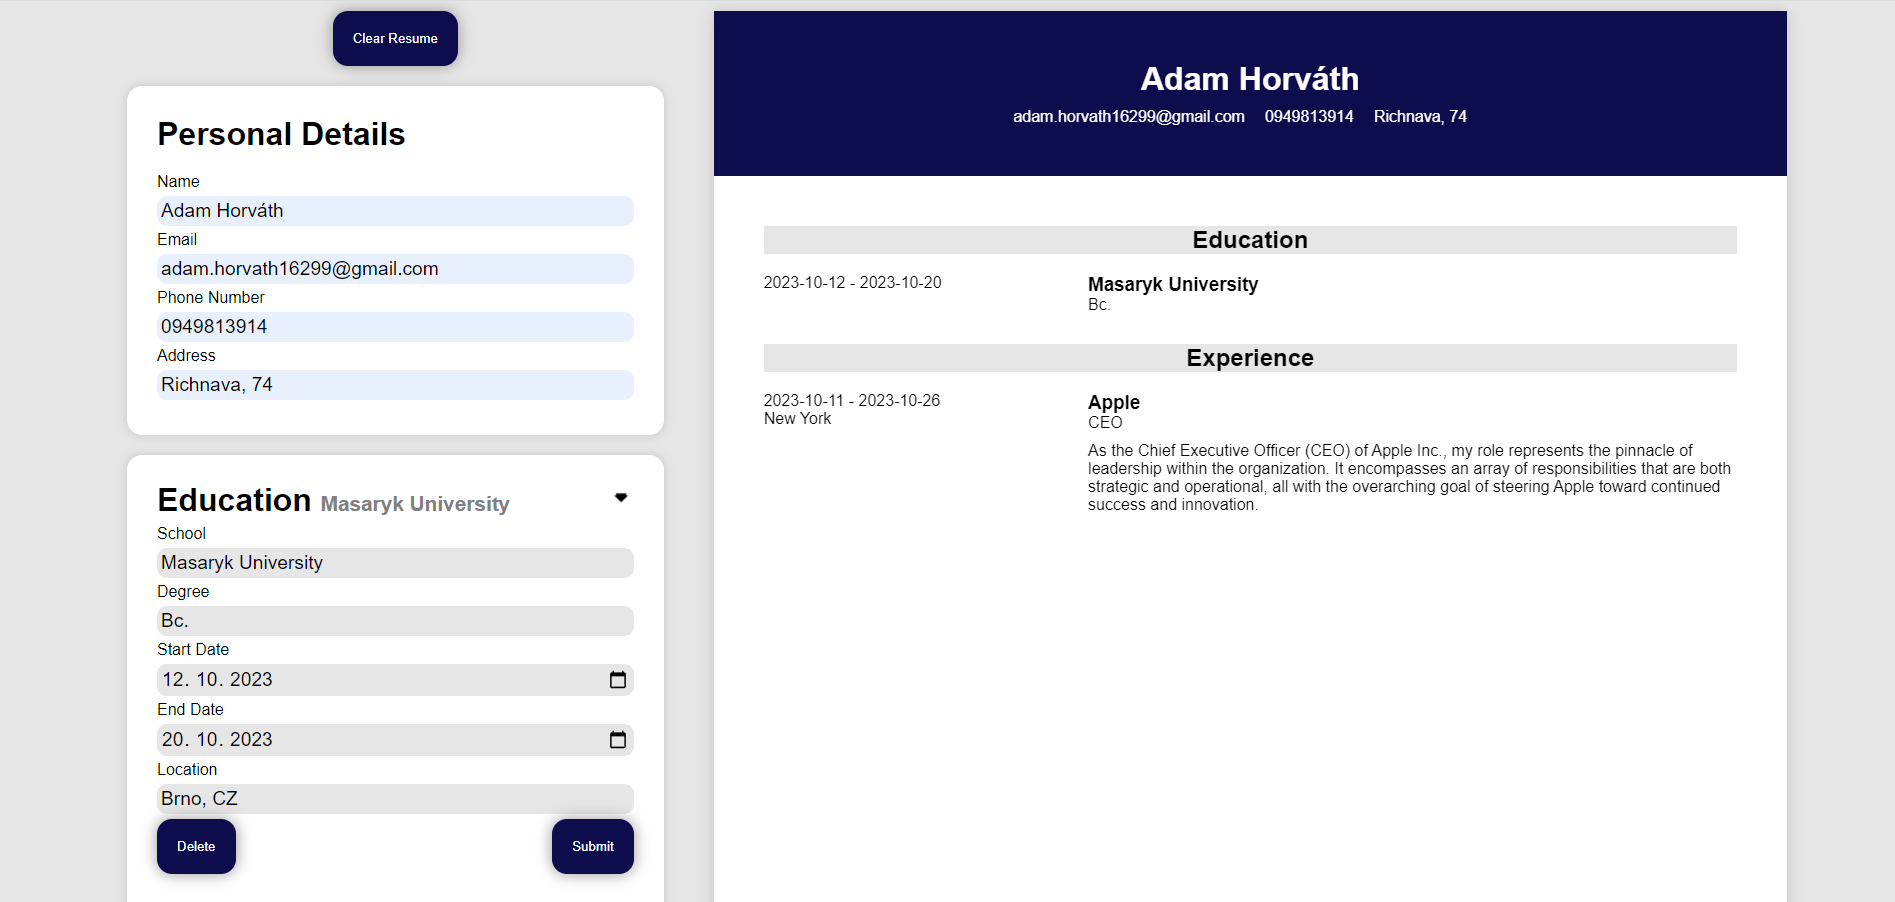 Clear Resume
Personal Details
Name
Adam Horváth
Email
adam.horvath16299@gmail.com
Phone Number
0949813914
Address
Richnava, 74
Education Masaryk University
School
Masaryk University
Degree
Bc.
Start Date
12. 10. 2023
End Date
20. 10. 2023
Location
Brno, CZ
Delete
Submit
Adam Horváth
adam.horvath16299@gmail.com 0949813914 Richnava, 74
Education
2023-10-12 - 2023-10-20
Masaryk University
Bc.
Experience
2023-10-11 - 2023-10-26
New York
Apple
CEO
As the Chief Executive Officer (CEO) of Apple Inc., my role represents the pinnacle of
leadership within the organization. It encompasses an array of responsibilities that are both
strategic and operational, all with the overarching goal of steering Apple toward continued
success and innovation.